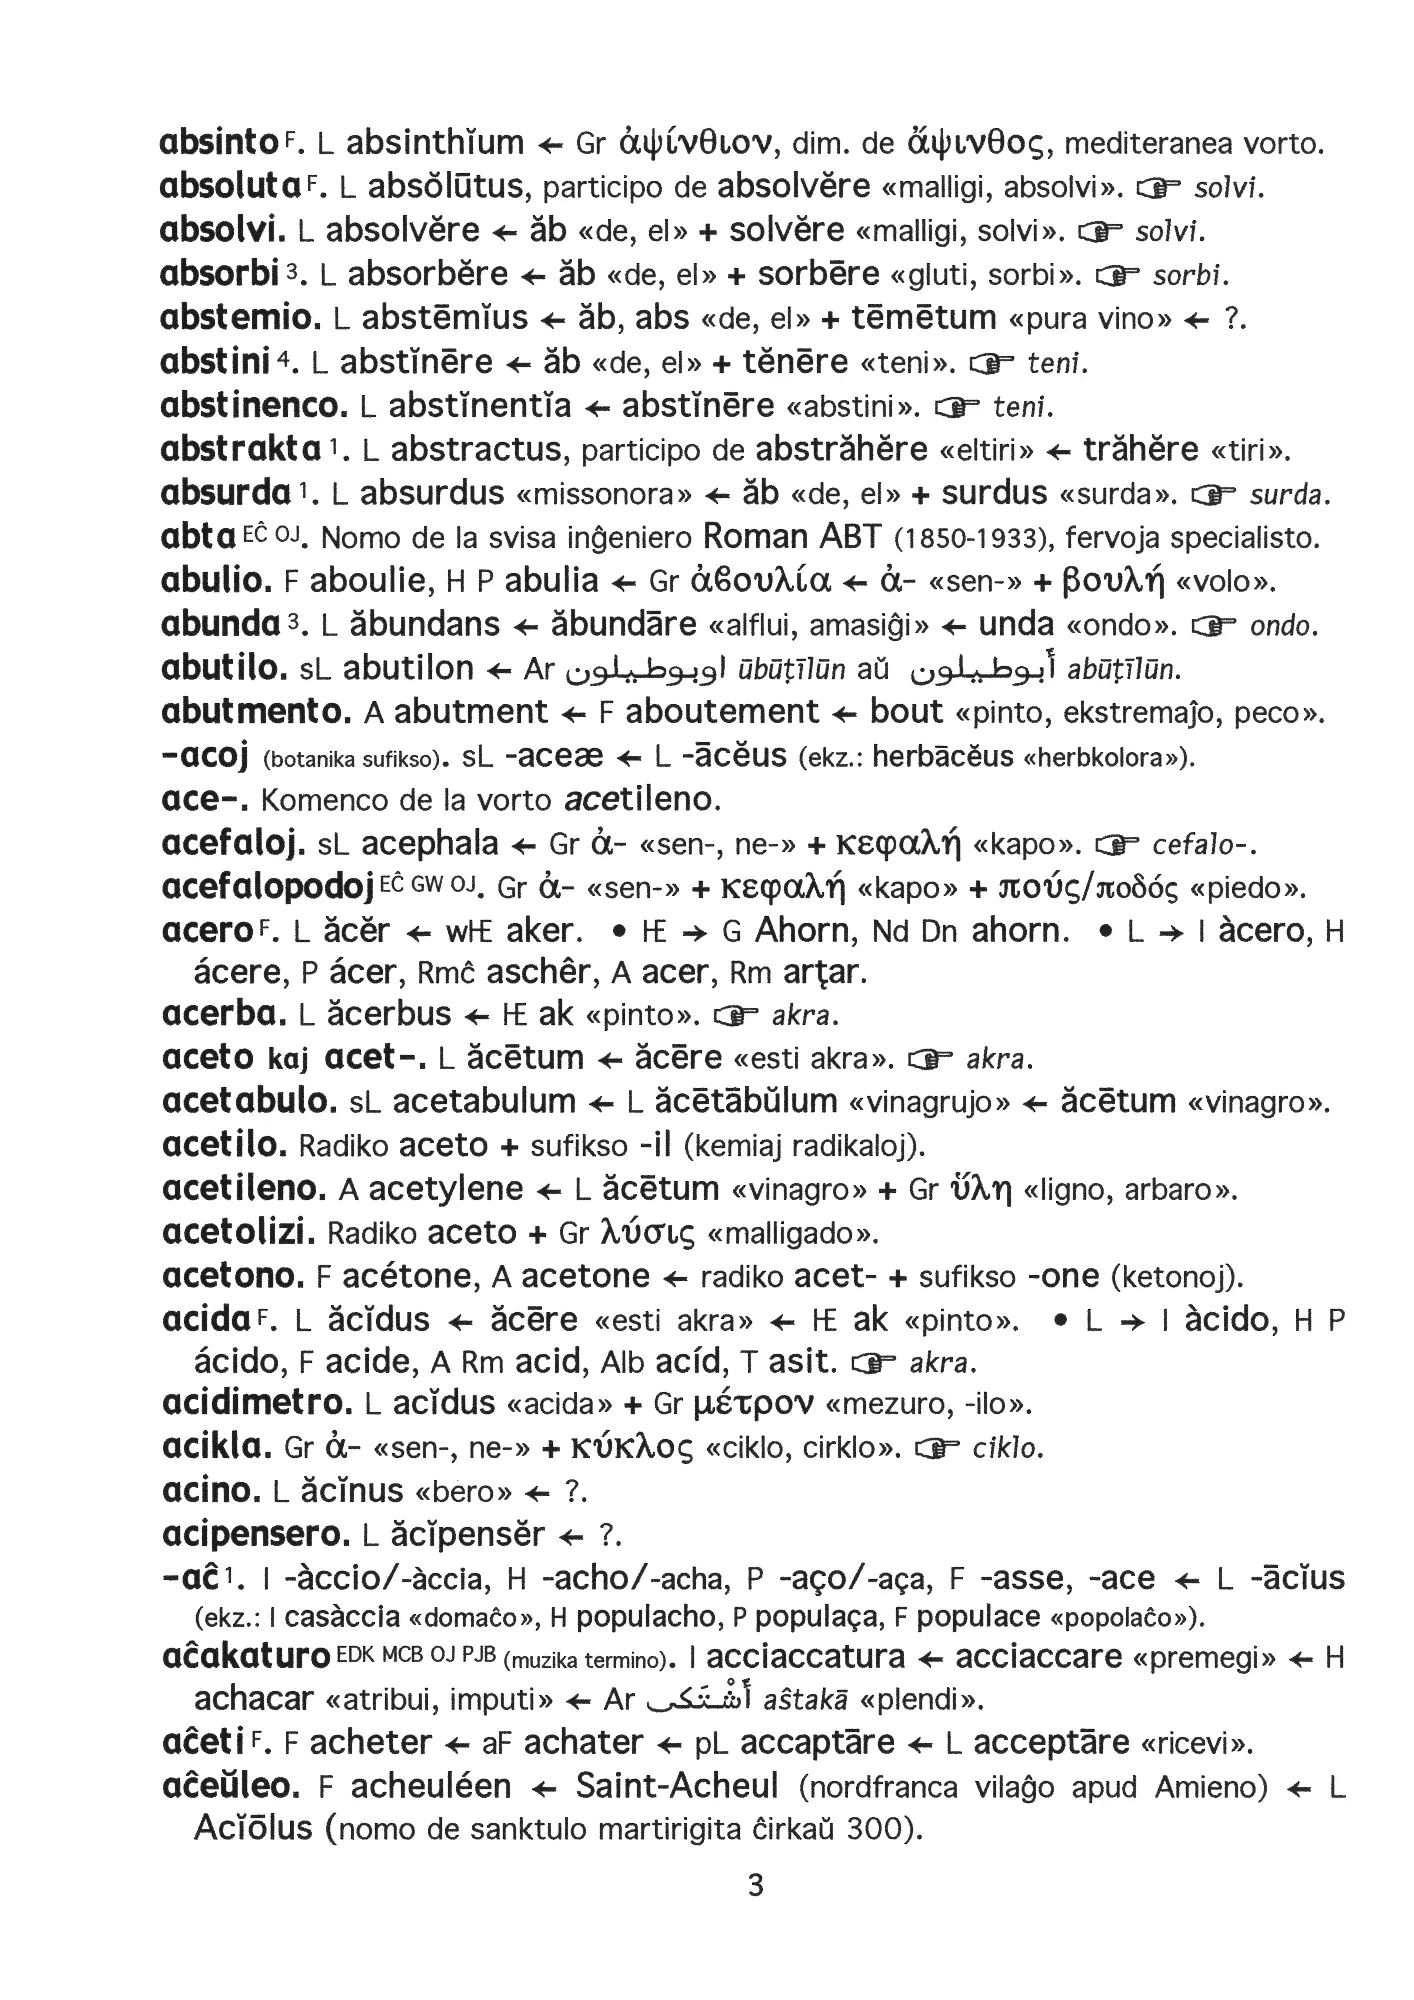 absinto F. L absinthĭum ← Gr ἀψίνθιον, dim. de ἄψινθος, mediteranea vorto.
absoluta F. L absŏlūtus, participo de absolvĕre «malligi, absolvi». ☞ solvi.
absolvi. L absolvĕre ← ăb «de, el» + solvĕre «malligi, solvi». ☞ solvi.
absorbi 3. L absorbĕre ← ăb «de, el» + sorbēre «gluti, sorbi». ☞ sorbi.
abstemio. L abstēmĭus ← ăb, abs «de, el» + tēmētum «pura vino» ← ?.
abstini 4. L abstĭnēre ← ăb «de, el» + tĕnēre «teni». ☞ teni.
abstinenco. L abstĭnentĭa ← abstĭnēre «abstini». ☞ teni.
abstrakta 1. L abstractus, participo de abstrăhĕre «eltiri» ← trăhĕre «tiri».
absurda 1. L absurdus «missonora» ← ăb «de, el» + surdus «surda». ☞ surda.
abta EĈ OJ. Nomo de la svisa inĝeniero Roman ABT (1850-1933), fervoja specialisto.
abulio. F aboulie, H P abulia ← Gr ἀϐουλία ← ἀ- «sen-» + βουλή «volo».
abunda 3. L ăbundans ← ăbundāre «alflui, amasiĝi» ← unda «ondo». ☞ ondo.
abutilo. sL abutilon ← Ar اوبوطيلون ūbūṭīlūn aŭ أبوطيلون abūṭīlūn.
abutmento. A abutment ← F aboutement ← bout «pinto, ekstremaĵo, peco».
-acoj (botanika sufikso). sL -aceæ ← L -ācĕus (ekz.: herbācĕus «herbkolora»).
ace-. Komenco de la vorto acetileno.
acefaloj. sL acephala ← Gr ἀ- «sen-, ne-» + κεφαλή «kapo». ☞ cefalo-.
acefalopodoj EĈ GW OJ. Gr ἀ- «sen-» + κεφαλή «kapo» + πούς/ποδός «piedo».
acero F. L ăcĕr ← wIE aker. • IE → G Ahorn, Nd Dn ahorn. • L → I àcero, H
ácere, P ácer, Rmĉ aschêr, A acer, Rm arţar.
acerba. L ăcerbus ← IE ak «pinto». ☞ akra.
aceto kaj acet-. L ăcētum ← ăcēre «esti akra». ☞ akra.
acetabulo. sL acetabulum ← L ăcētābŭlum «vinagrujo» ← ăcētum «vinagro».
acetilo. Radiko aceto + sufikso -il (kemiaj radikaloj).
acetileno. A acetylene ← L ăcētum «vinagro» + Gr ὕλη «ligno, arbaro».
acetolizi. Radiko aceto + Gr λύσις «malligado».
acetono. F acétone, A acetone ← radiko acet- + sufikso -one (ketonoj).
acida F. L ăcĭdus ← ăcēre «esti akra» ← IE ak «pinto». • L → I àcido, H P
ácido, F acide, A Rm acid, Alb acíd, T asit. ☞ akra.
acidimetro. L acĭdus «acida» + Gr μέτρον «mezuro, -ilo».
acikla. Gr ἀ- «sen-, ne-» + κύκλος «ciklo, cirklo». ☞ ciklo.
acino. L ăcĭnus «bero» ← ?.
acipensero. L ăcĭpensĕr ← ?.
-aĉ 1. I -àccio/-àccia, H -acho/-acha, P -aço/-aça, F -asse, -ace ← L -ācĭus
(ekz.: I casàccia «domaĉo», H populacho, P populaça, F populace «popolaĉo»).
aĉakaturo EDK MCB OJ PJB (muzika termino). I acciaccatura ← acciaccare «premegi» ← H
achacar «atribui, imputi» ← Ar أَشْتَكى aŝtakā «plendi».
aĉeti F. F acheter ← aF achater ← pL accaptāre ← L acceptāre «ricevi».
aĉeŭleo. F acheuléen ← Saint-Acheul (nordfranca vilaĝo apud Amieno) ← L
Acĭōlus (nomo de sanktulo martirigita ĉirkaŭ 300).
3